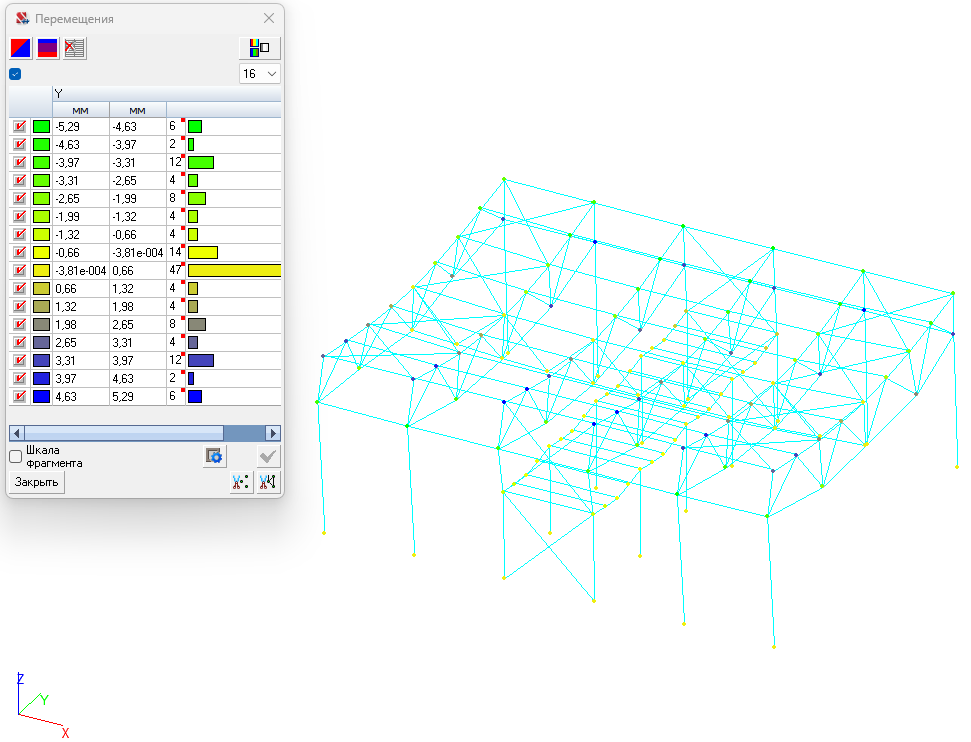 Перемещения
16
Y
мм мм
-5,29 -4,63 6
-4,63 -3,97 2
-3,97 -3,31 12
-3,31 -2,65 4
-2,65 -1,99 8
-1,99 -1,32 4
-1,32 -0,66 4
-0,66 -3,81e-004 14
-3,81e-004 0,66 47
0,66 1,32 4
1,32 1,98 4
1,98 2,65 8
2,65 3,31 4
3,31 3,97 12
3,97 4,63 2
4,63 5,29 6
Шкала
фрагмента
Закрыть
Z
Y
X